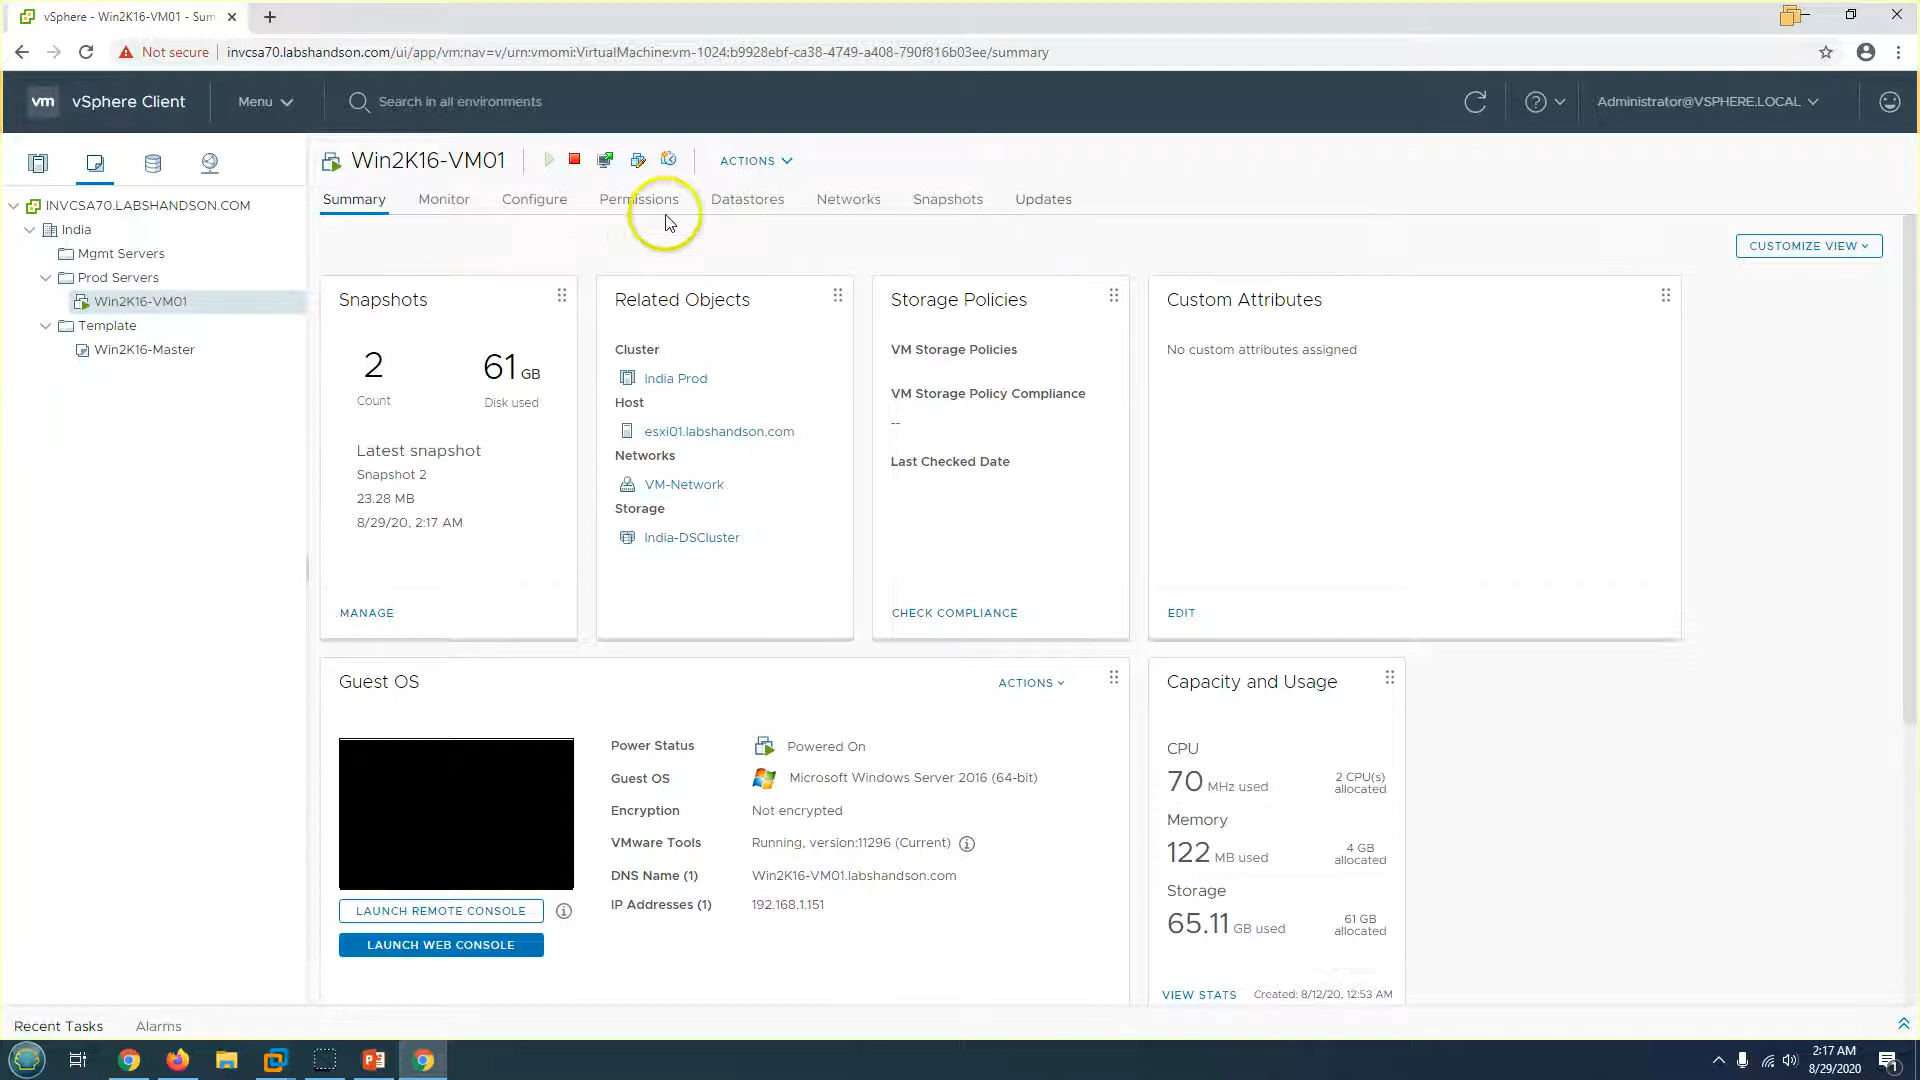 vSphere - Win2K16-VM01 - Sum
Not secure
invcsa70.labshandson.com/ui/app/vm;nav=v/urn:vmomi:VirtualMachine:vm-1024:b9928ebf-ca38-4749-a408-790f816b03ee/summary
vm
vSphere Client
Menu
Search in all environments
Administrator@VSPHERE.LOCAL
INVCSA70.LABSHANDSON.COM
India
Mgmt Servers
Prod Servers
Win2K16-VM01
Template
Win2K16-Master
Win2K16-VM01
ACTIONS
Summary Monitor Configure Permissions Datastores Networks Snapshots Updates
CUSTOMIZE VIEW
Snapshots
2
Count
61 GB
Disk used
Latest snapshot
Snapshot 2
23.28 MB
8/29/20, 2:17 AM
MANAGE
Related Objects
Cluster
India Prod
Host
esxi01.labshandson.com
Networks
VM-Network
Storage
India-DSCluster
Storage Policies
VM Storage Policies
VM Storage Policy Compliance
--
Last Checked Date
CHECK COMPLIANCE
Custom Attributes
No custom attributes assigned
EDIT
Guest OS
ACTIONS
LAUNCH REMOTE CONSOLE
LAUNCH WEB CONSOLE
Power Status Powered On
Guest OS Microsoft Windows Server 2016 (64-bit)
Encryption Not encrypted
VMware Tools Running, version:11296 (Current)
DNS Name (1) Win2K16-VM01.labshandson.com
IP Addresses (1) 192.168.1.151
Capacity and Usage
CPU
70 MHz used
2 CPU(s)
allocated
Memory
122 MB used
4 GB
allocated
Storage
65.11 GB used
61 GB
allocated
VIEW STATS Created: 8/12/20, 12:53 AM
Recent Tasks Alarms
2:17 AM
8/29/2020
1